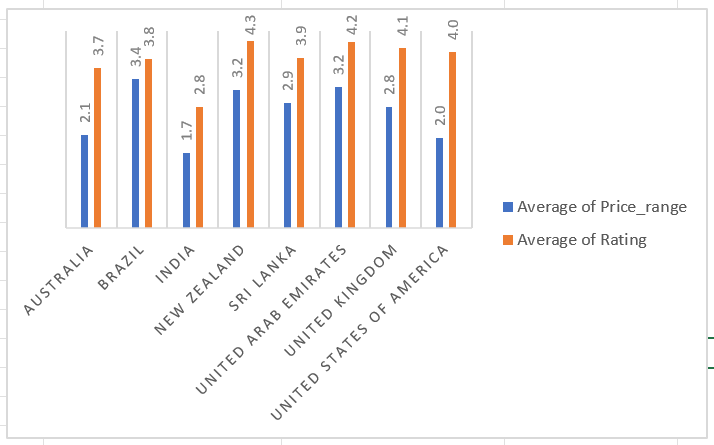 2.1
3.7
3.4
3.8
1.7
2.8
3.2
4.3
2.9
3.9
3.2
4.2
2.8
4.1
2.0
4.0
AUSTRALIA
BRAZIL
INDIA
NEW ZEALAND
SRI LANKA
UNITED ARAB EMIRATES
UNITED KINGDOM
UNITED STATES OF AMERICA
Average of Price_range
Average of Rating